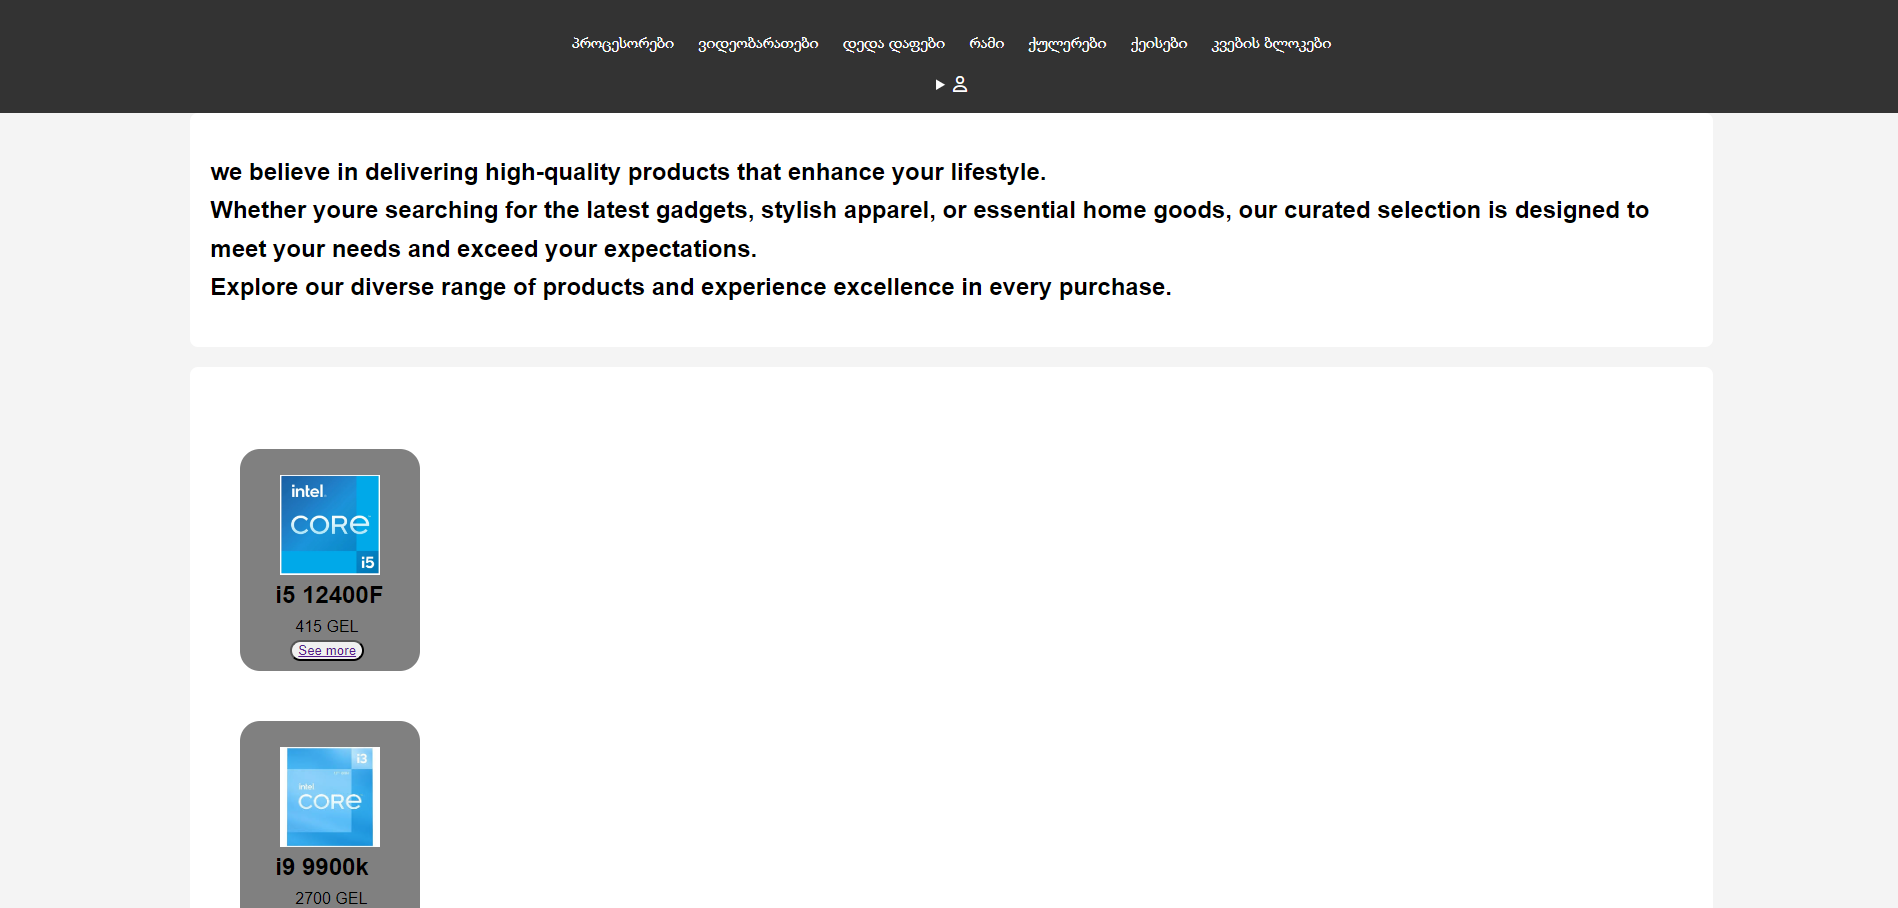 პროცესორები ვიდეობარათები დედა დაფები რამი ქულერები ქეისები კვების ბლოკები
we believe in delivering high-quality products that enhance your lifestyle.
Whether youre searching for the latest gadgets, stylish apparel, or essential home goods, our curated selection is designed to
meet your needs and exceed your expectations.
Explore our diverse range of products and experience excellence in every purchase.
intel.
CORE
i5
i5 12400F
415 GEL
See more
i3
intel
CORE
i9 9900k
2700 GEL